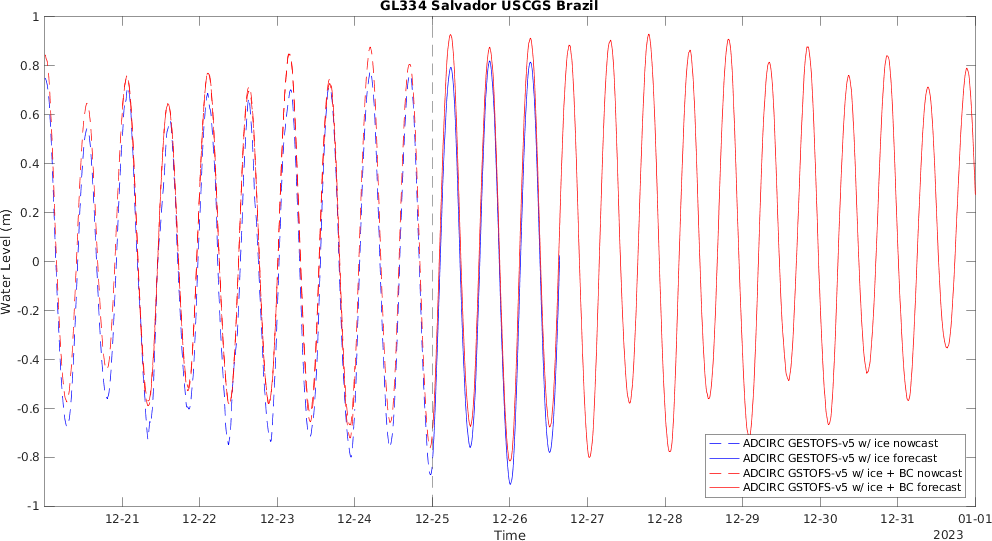 GL334 Salvador USCGS Brazil
Water Level (m)
1
0.8
0.6
0.4
0.2
0
-0.2
-0.4
-0.6
-0.8
-1
12-21 12-22 12-23 12-24 12-25 12-26 12-27 12-28 12-29 12-30 12-31 01-01
Time
2023
ADCIRC GESTOFS-v5 w/ ice nowcast
ADCIRC GESTOFS-v5 w/ ice forecast
ADCIRC GSTOFS-v5 w/ ice + BC nowcast
ADCIRC GSTOFS-v5 w/ ice + BC forecast